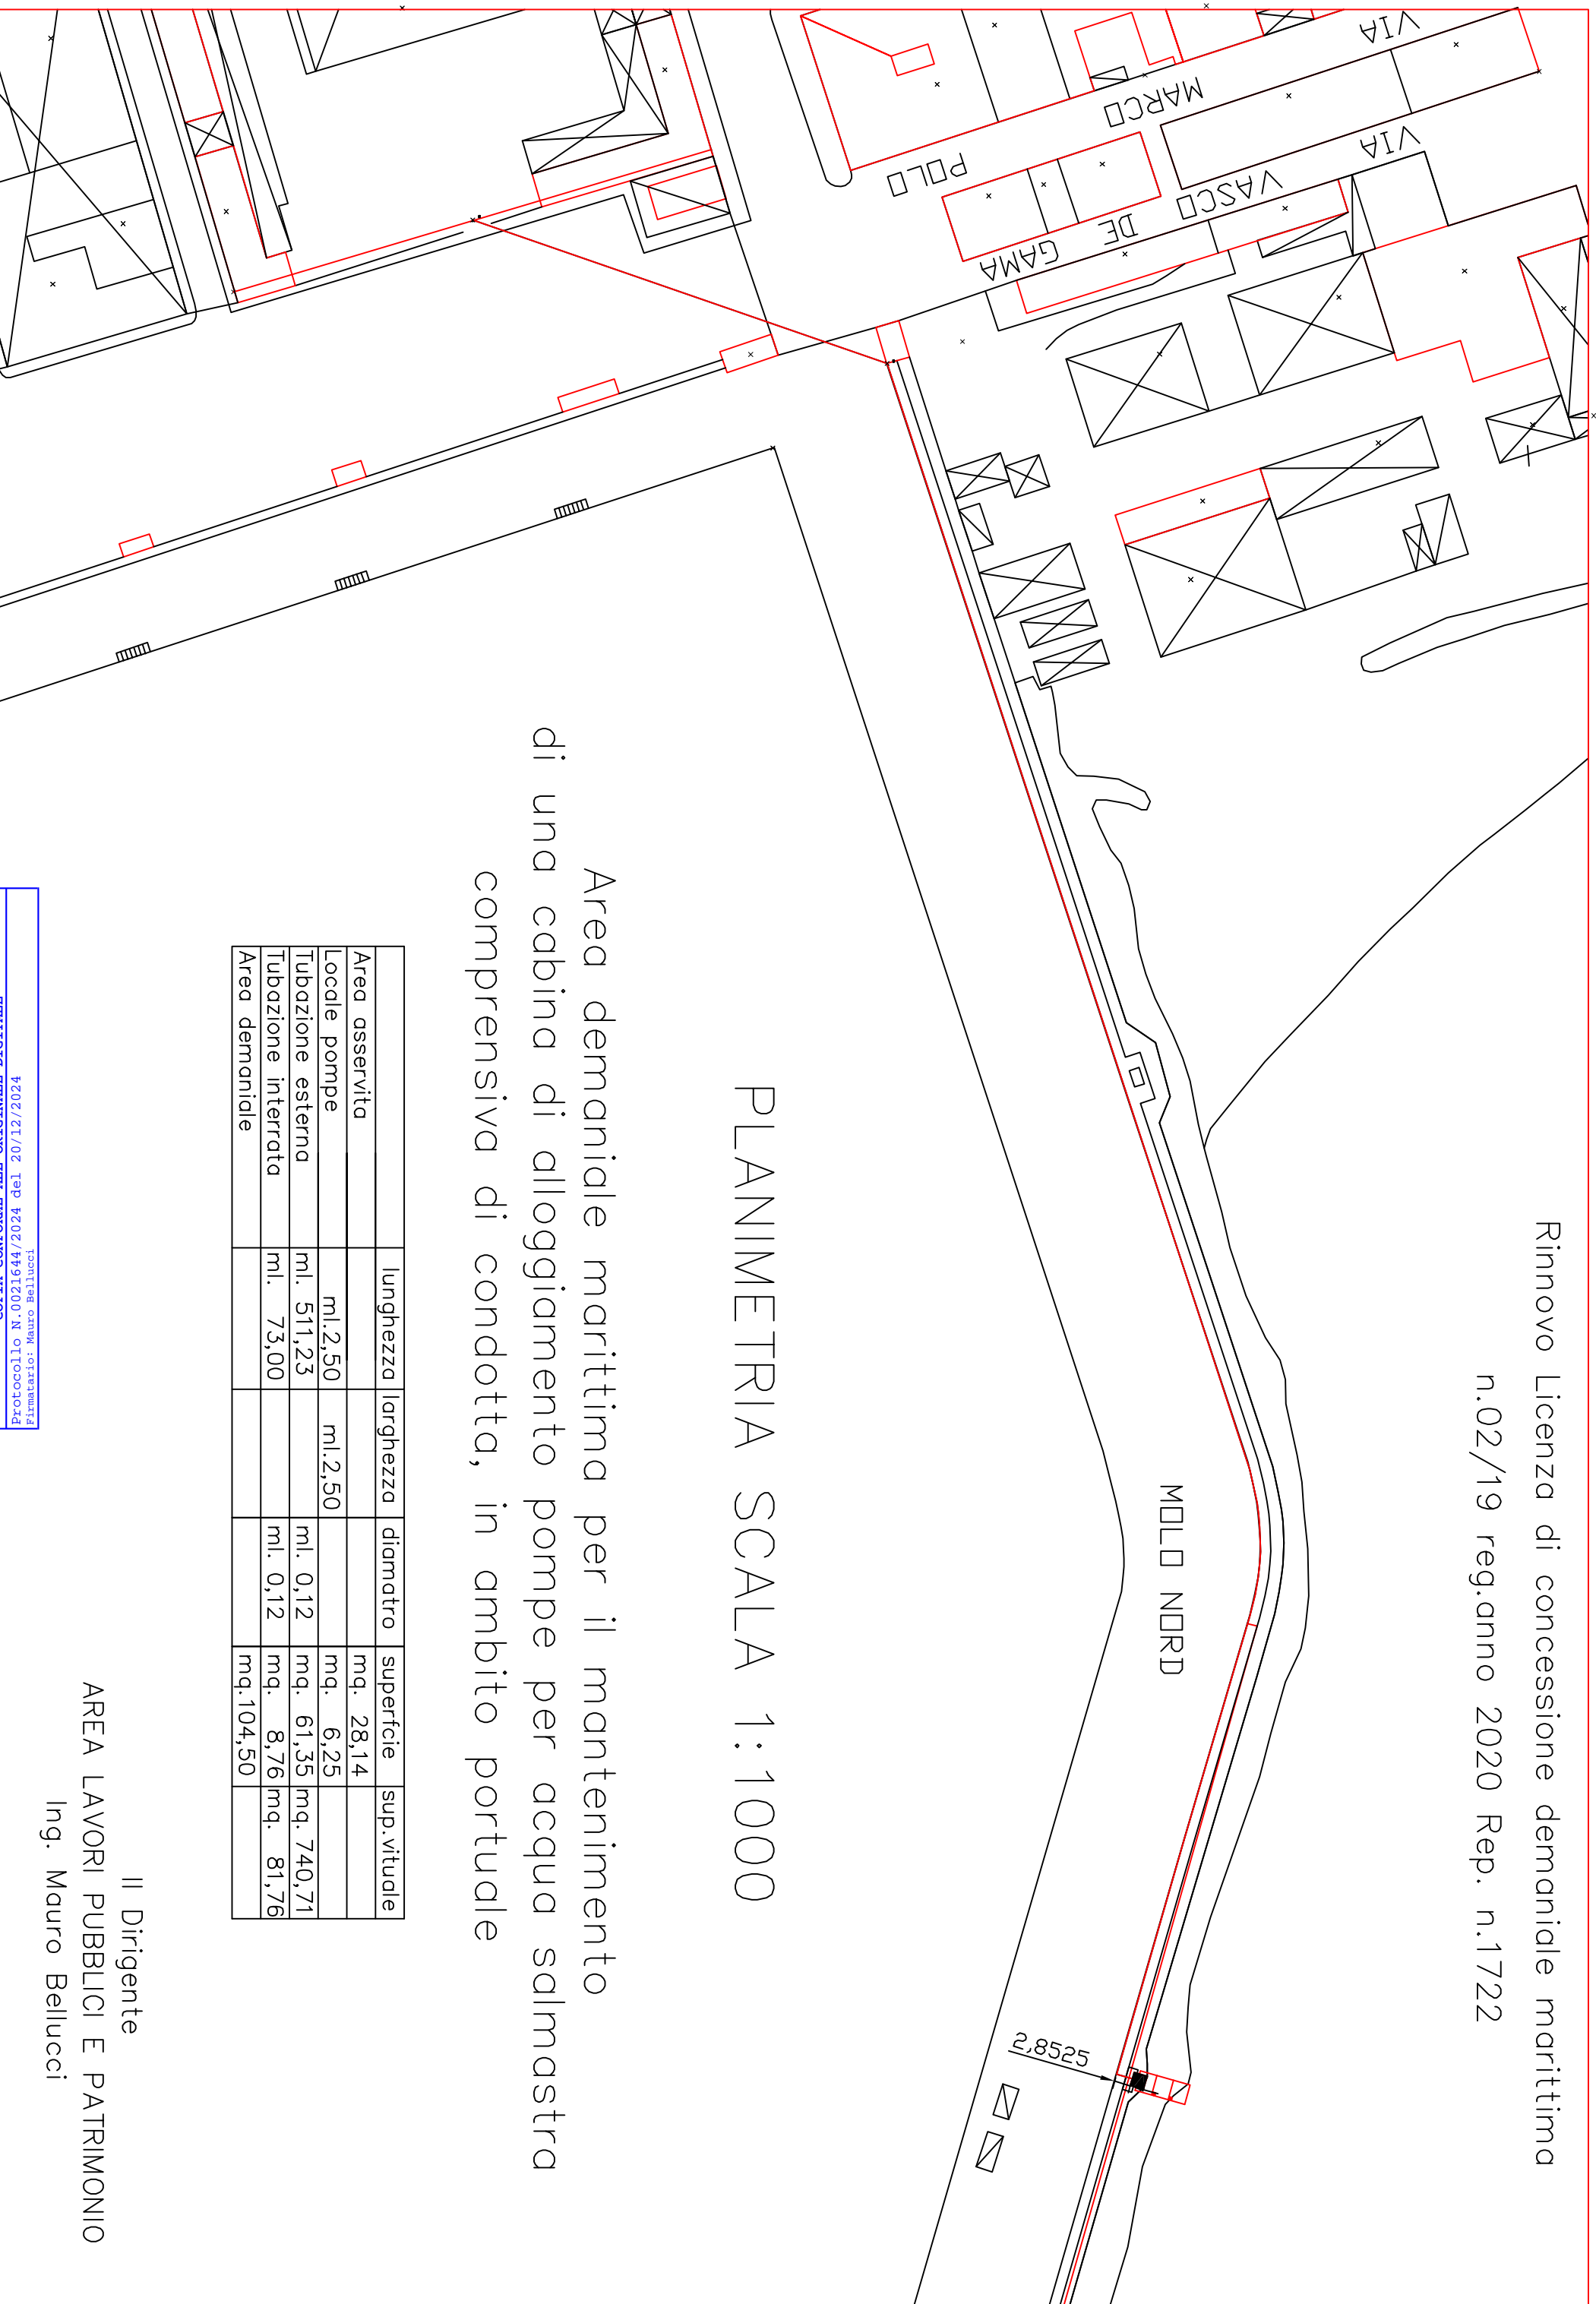 Rinnovo Licenza di concessione demaniale marittima
n.02/19 reg.anno 2020 Rep. n.1722
VIA MARCO POLO
VIA VASCO DE GAMA
MOLO NORD
2,8525
PLANIMETRIA SCALA 1:1000
Area demaniale marittima per il mantenimento
di una cabina di alloggiamento pompe per acqua salmastra
comprensiva di condotta, in ambito portuale
lunghezza larghezza diamatro superfcie sup.vituale
Area asservita mq. 28,14
Locale pompe ml.2,50 ml.2,50 mq. 6,25
Tubazione esterna ml. 511,23 ml. 0,12 mq. 61,35 mq. 740,71
Tubazione interrata ml. 73,00 ml. 0,12 mq. 8,76 mq. 81,76
Area demaniale mq.104,50
Il Dirigente
AREA LAVORI PUBBLICI E PATRIMONIO
Ing. Mauro Bellucci
Firmatario: Mauro Bellucci
Protocollo N.0021644/2024 del 20/12/2024